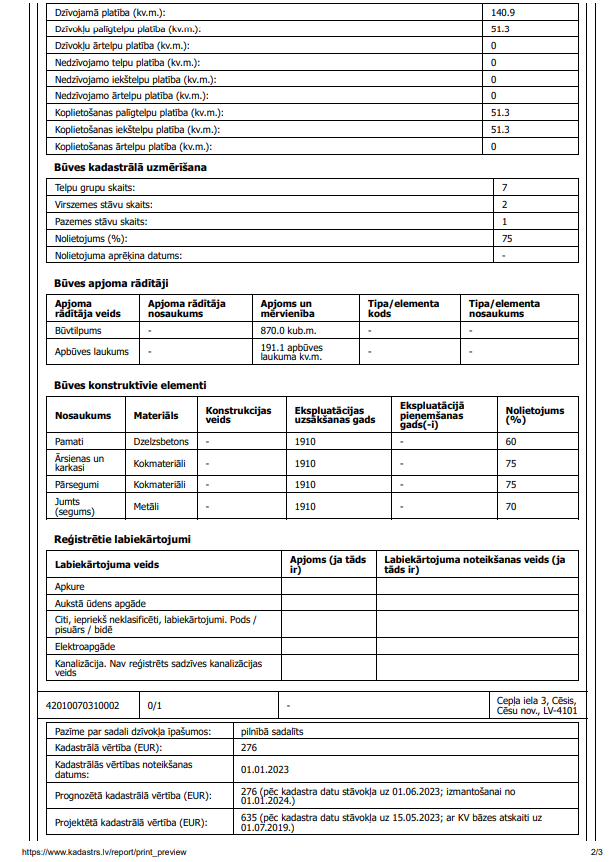 Dzīvojamā platība (kv.m.): 140.9
Dzīvokļu palīgtelpu platība (kv.m.): 51.3
Dzīvokļu ārtelpu platība (kv.m.): 0
Nedzīvojamo telpu platība (kv.m.): 0
Nedzīvojamo iekštelpu platība (kv.m.): 0
Nedzīvojamo ārtelpu platība (kv.m.): 0
Koplietošanas palīgtelpu platība (kv.m.): 51.3
Koplietošanas iekštelpu platība (kv.m.): 51.3
Koplietošanas ārtelpu platība (kv.m.): 0
Būves kadastrālā uzmērīšana
Telpu grupu skaits: 7
Virszemes stāvu skaits: 2
Pazemes stāvu skaits: 1
Nolietojums (%): 75
Nolietojuma aprēķina datums: -
Būves apjoma rādītāji
Apjoma rādītāja veids Apjoma rādītāja nosaukums Apjoms un mērvienība Tipa/elementa kods Tipa/elementa nosaukums
Būvtilpums - 870.0 kub.m. - -
Apbūves laukums - 191.1 apbūves laukuma kv.m. - -
Būves konstruktīvie elementi
Nosaukums Materiāls Konstrukcijas veids Ekspluatācijas uzsākšanas gads Ekspluatācijā pieņemšanas gads(-i) Nolietojums (%)
Pamati Dzelzsbetons - 1910 - 60
Ārsienas un karkasi Kokmateriāli - 1910 - 75
Pārsegumi Kokmateriāli - 1910 - 75
Jumts (segums) Metāli - 1910 - 70
Reģistrētie labiekārtojumi
Labiekārtojuma veids Apjoms (ja tāds ir) Labiekārtojuma noteikšanas veids (ja tāds ir)
Apkure
Aukstā ūdens apgāde
Citi, iepriekš neklasificēti, labiekārtojumi. Pods / pisuārs / bidē
Elektroapgāde
Kanalizācija. Nav reģistrēts sadzīves kanalizācijas veids
42010070310002 0/1 - Cepļa iela 3, Cēsis, Cēsu nov., LV-4101
Pazīme par sadali dzīvokļa īpašumos: pilnībā sadalīts
Kadastrālā vērtība (EUR): 276
Kadastrālās vērtības noteikšanas datums: 01.01.2023
Prognozētā kadastrālā vērtība (EUR): 276 (pēc kadastra datu stāvokļa uz 01.06.2023; izmantošanai no 01.01.2024.)
Projektētā kadastrālā vērtība (EUR): 635 (pēc kadastra datu stāvokļa uz 15.05.2023; ar KV bāzes atskaiti uz 01.07.2019.)
https://www.kadastrs.lv/report/print_preview 2/3